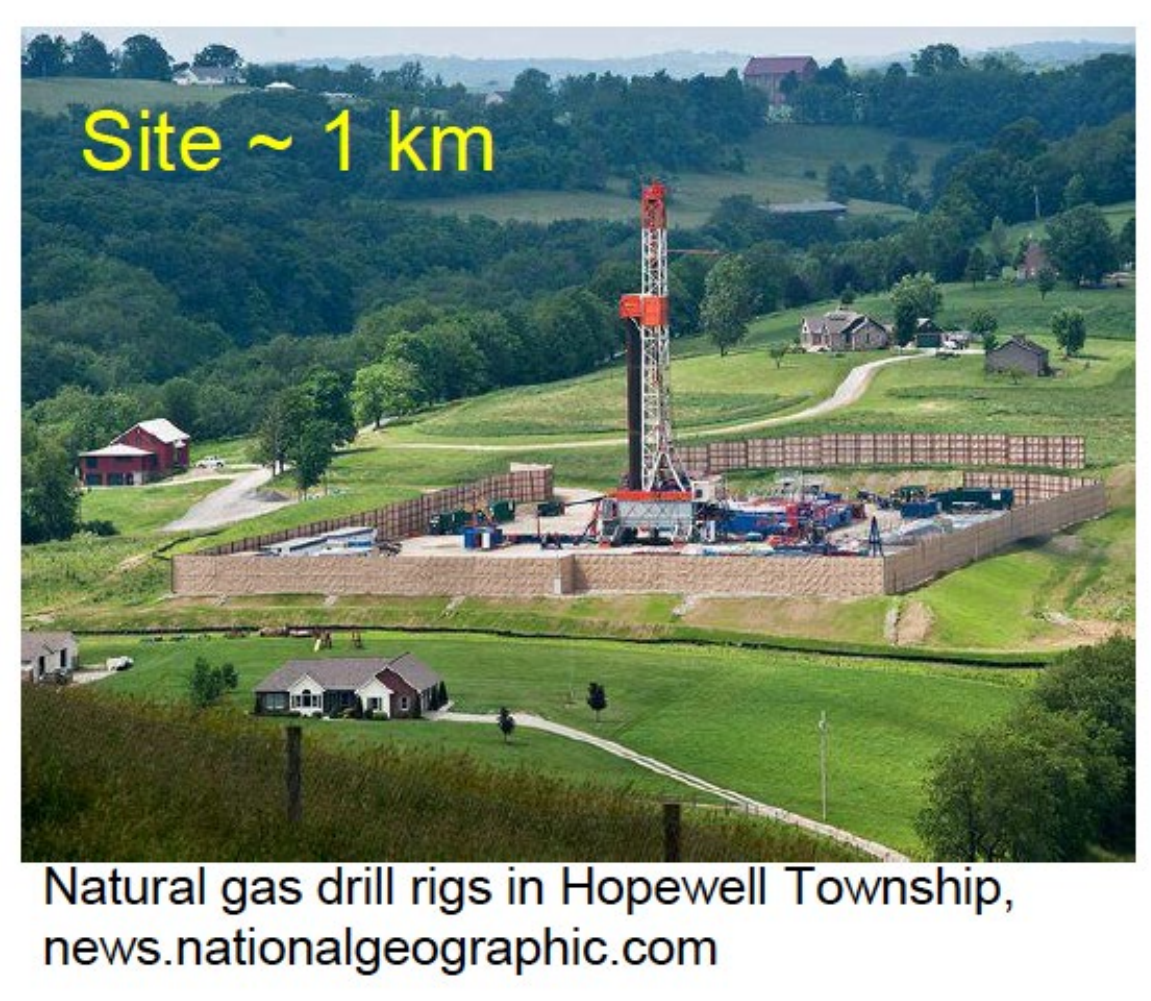 Site ~ 1 km
Natural gas drill rigs in Hopewell Township,
news.nationalgeographic.com